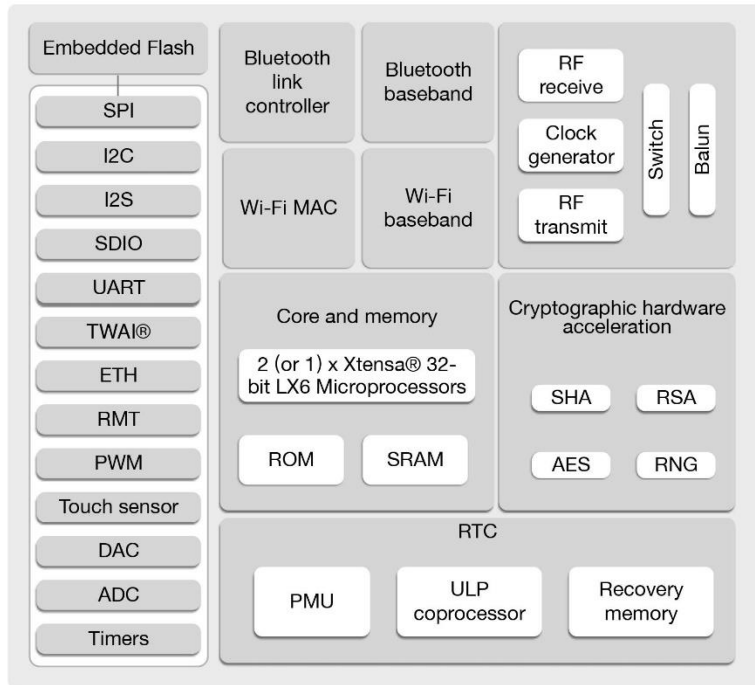 Embedded Flash
SPI
I2C
I2S
SDIO
UART
TWAI®
ETH
RMT
PWM
Touch sensor
DAC
ADC
Timers
Bluetooth
link
controller
Bluetooth
baseband
Wi-Fi MAC
Wi-Fi
baseband
RF
receive
Clock
generator
RF
transmit
Switch
Balun
Core and memory
2 (or 1) x Xtensa® 32-
bit LX6 Microprocessors
ROM
SRAM
Cryptographic hardware
acceleration
SHA
RSA
AES
RNG
RTC
PMU
ULP
coprocessor
Recovery
memory